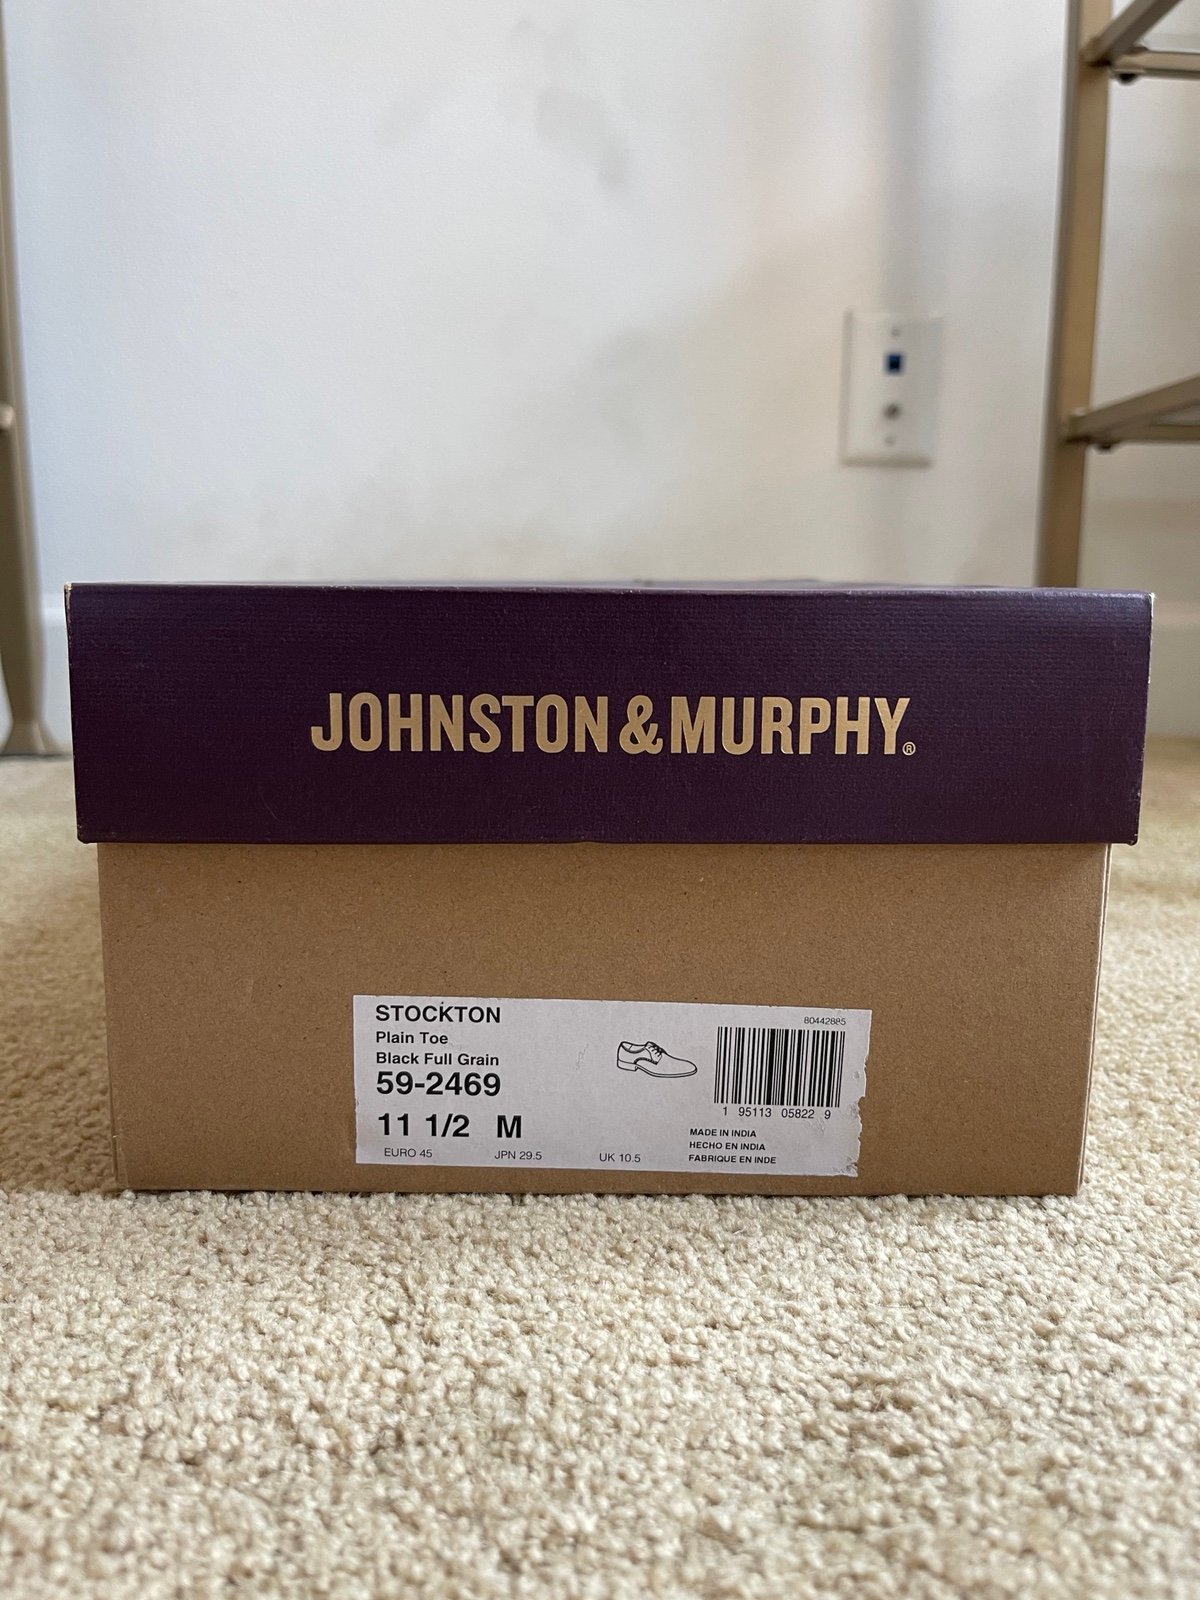 JOHNSTON & MURPHY®
STOCKTON
Plain Toe
Black Full Grain
59-2469
11 1/2 M
EURO 45 JPN 29.5 UK 10.5
80442885
1 95113 05822 9
MADE IN INDIA
HECHO EN INDIA
FABRIQUE EN INDE